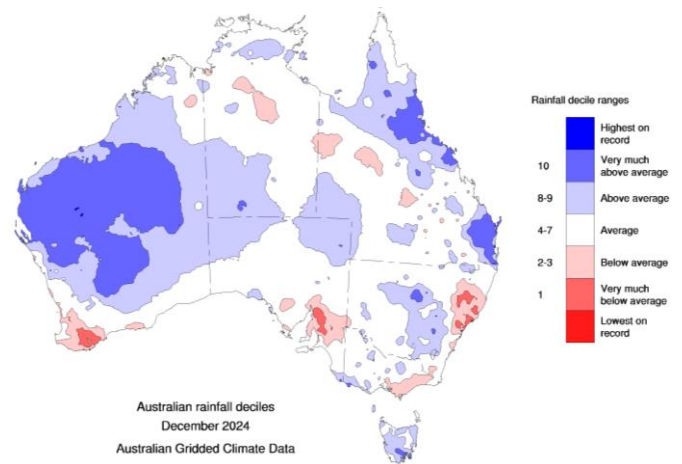 Rainfall decile ranges
Highest on
record
10
Very much
above average
8-9
Above average
4-7
Average
2-3
Below average
1
Very much
below average
Lowest on
record
Australian rainfall deciles
December 2024
Australian Gridded Climate Data